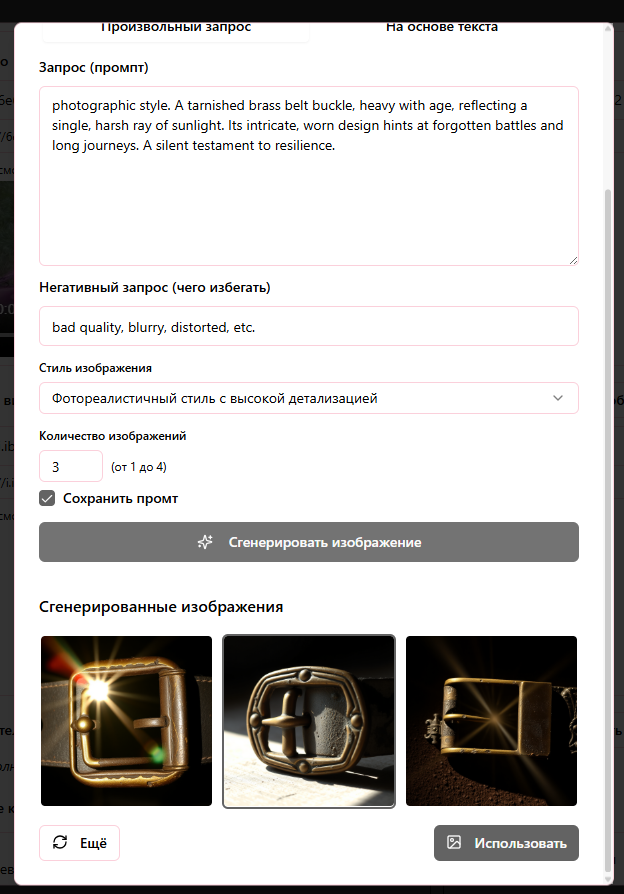 Произвольный запрос
На основе текста
Запрос (промпт)
photographic style. A tarnished brass belt buckle, heavy with age, reflecting a
single, harsh ray of sunlight. Its intricate, worn design hints at forgotten battles and
long journeys. A silent testament to resilience.
Негативный запрос (чего избегать)
bad quality, blurry, distorted, etc.
Стиль изображения
Фотореалистичный стиль с высокой детализацией
Количество изображений
3 (от 1 до 4)
Сохранить промт
Сгенерировать изображение
Сгенерированные изображения
Ещё
Использовать